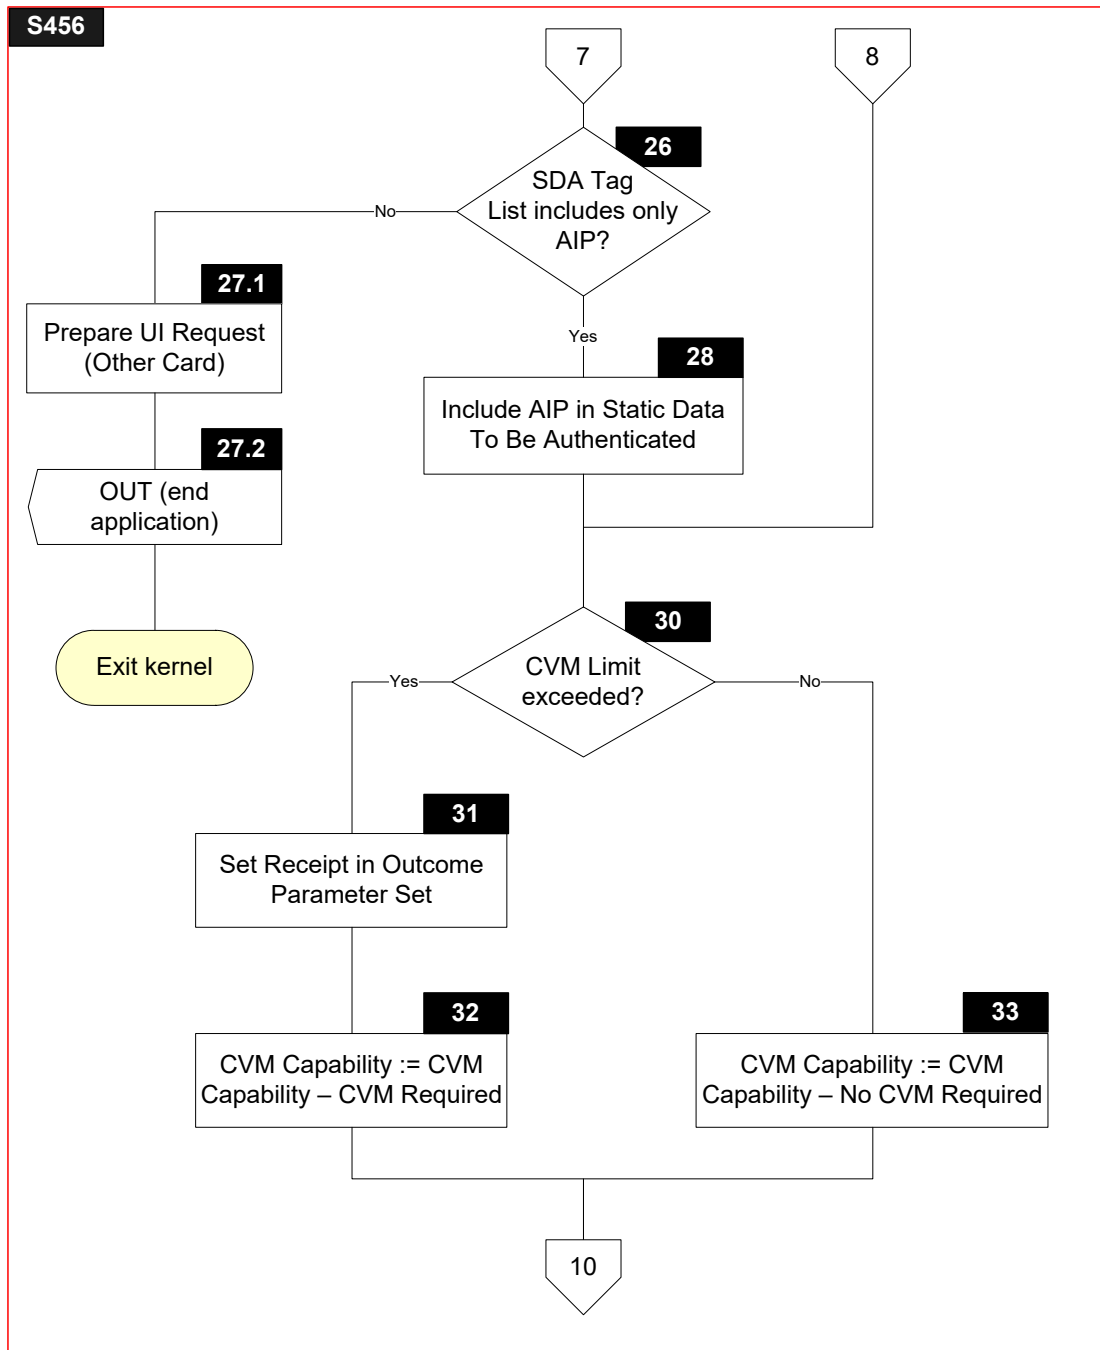 S456
7
8
26
SDA Tag
List includes only
AIP?
No
27.1
Prepare UI Request
(Other Card)
Yes
28
Include AIP in Static Data
To Be Authenticated
27.2
OUT (end
application)
Exit kernel
30
CVM Limit
exceeded?
Yes
No
31
Set Receipt in Outcome
Parameter Set
32
CVM Capability := CVM
Capability – CVM Required
33
CVM Capability := CVM
Capability – No CVM Required
10